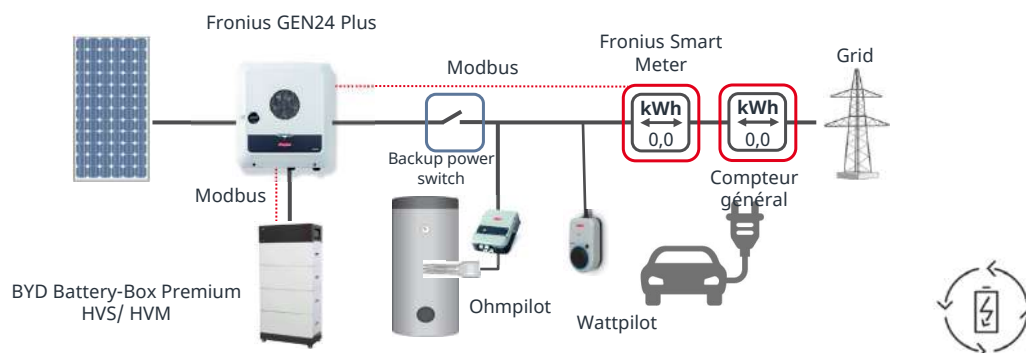 Fronius GEN24 Plus
Fronius Smart
Meter
Grid
Modbus
kWh
0,0
kWh
0,0
Backup power
switch
Compteur
général
Modbus
BYD Battery-Box Premium
HVS/ HVM
Ohmpilot
Wattpilot